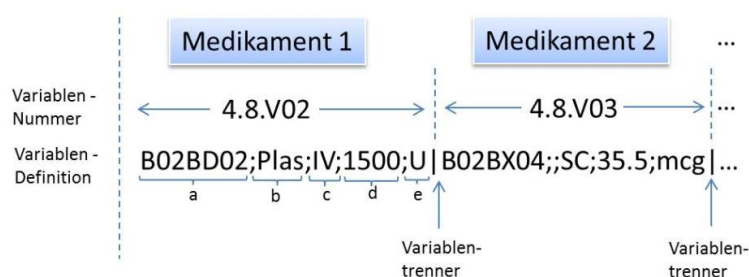 Medikament 1 Medikament 2 ...
Variablen - Nummer 4.8.V02 4.8.V03 ...
Variablen - Definition B02BD02;Plas;IV;1500;U|B02BX04;;SC;35.5;mcg|...
a b c d e
Variablen- Variablen-
trenner trenner